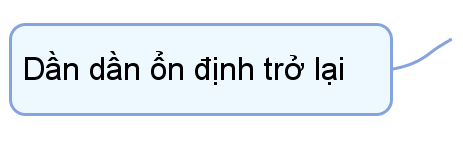 Dần dần ổn định trở lại